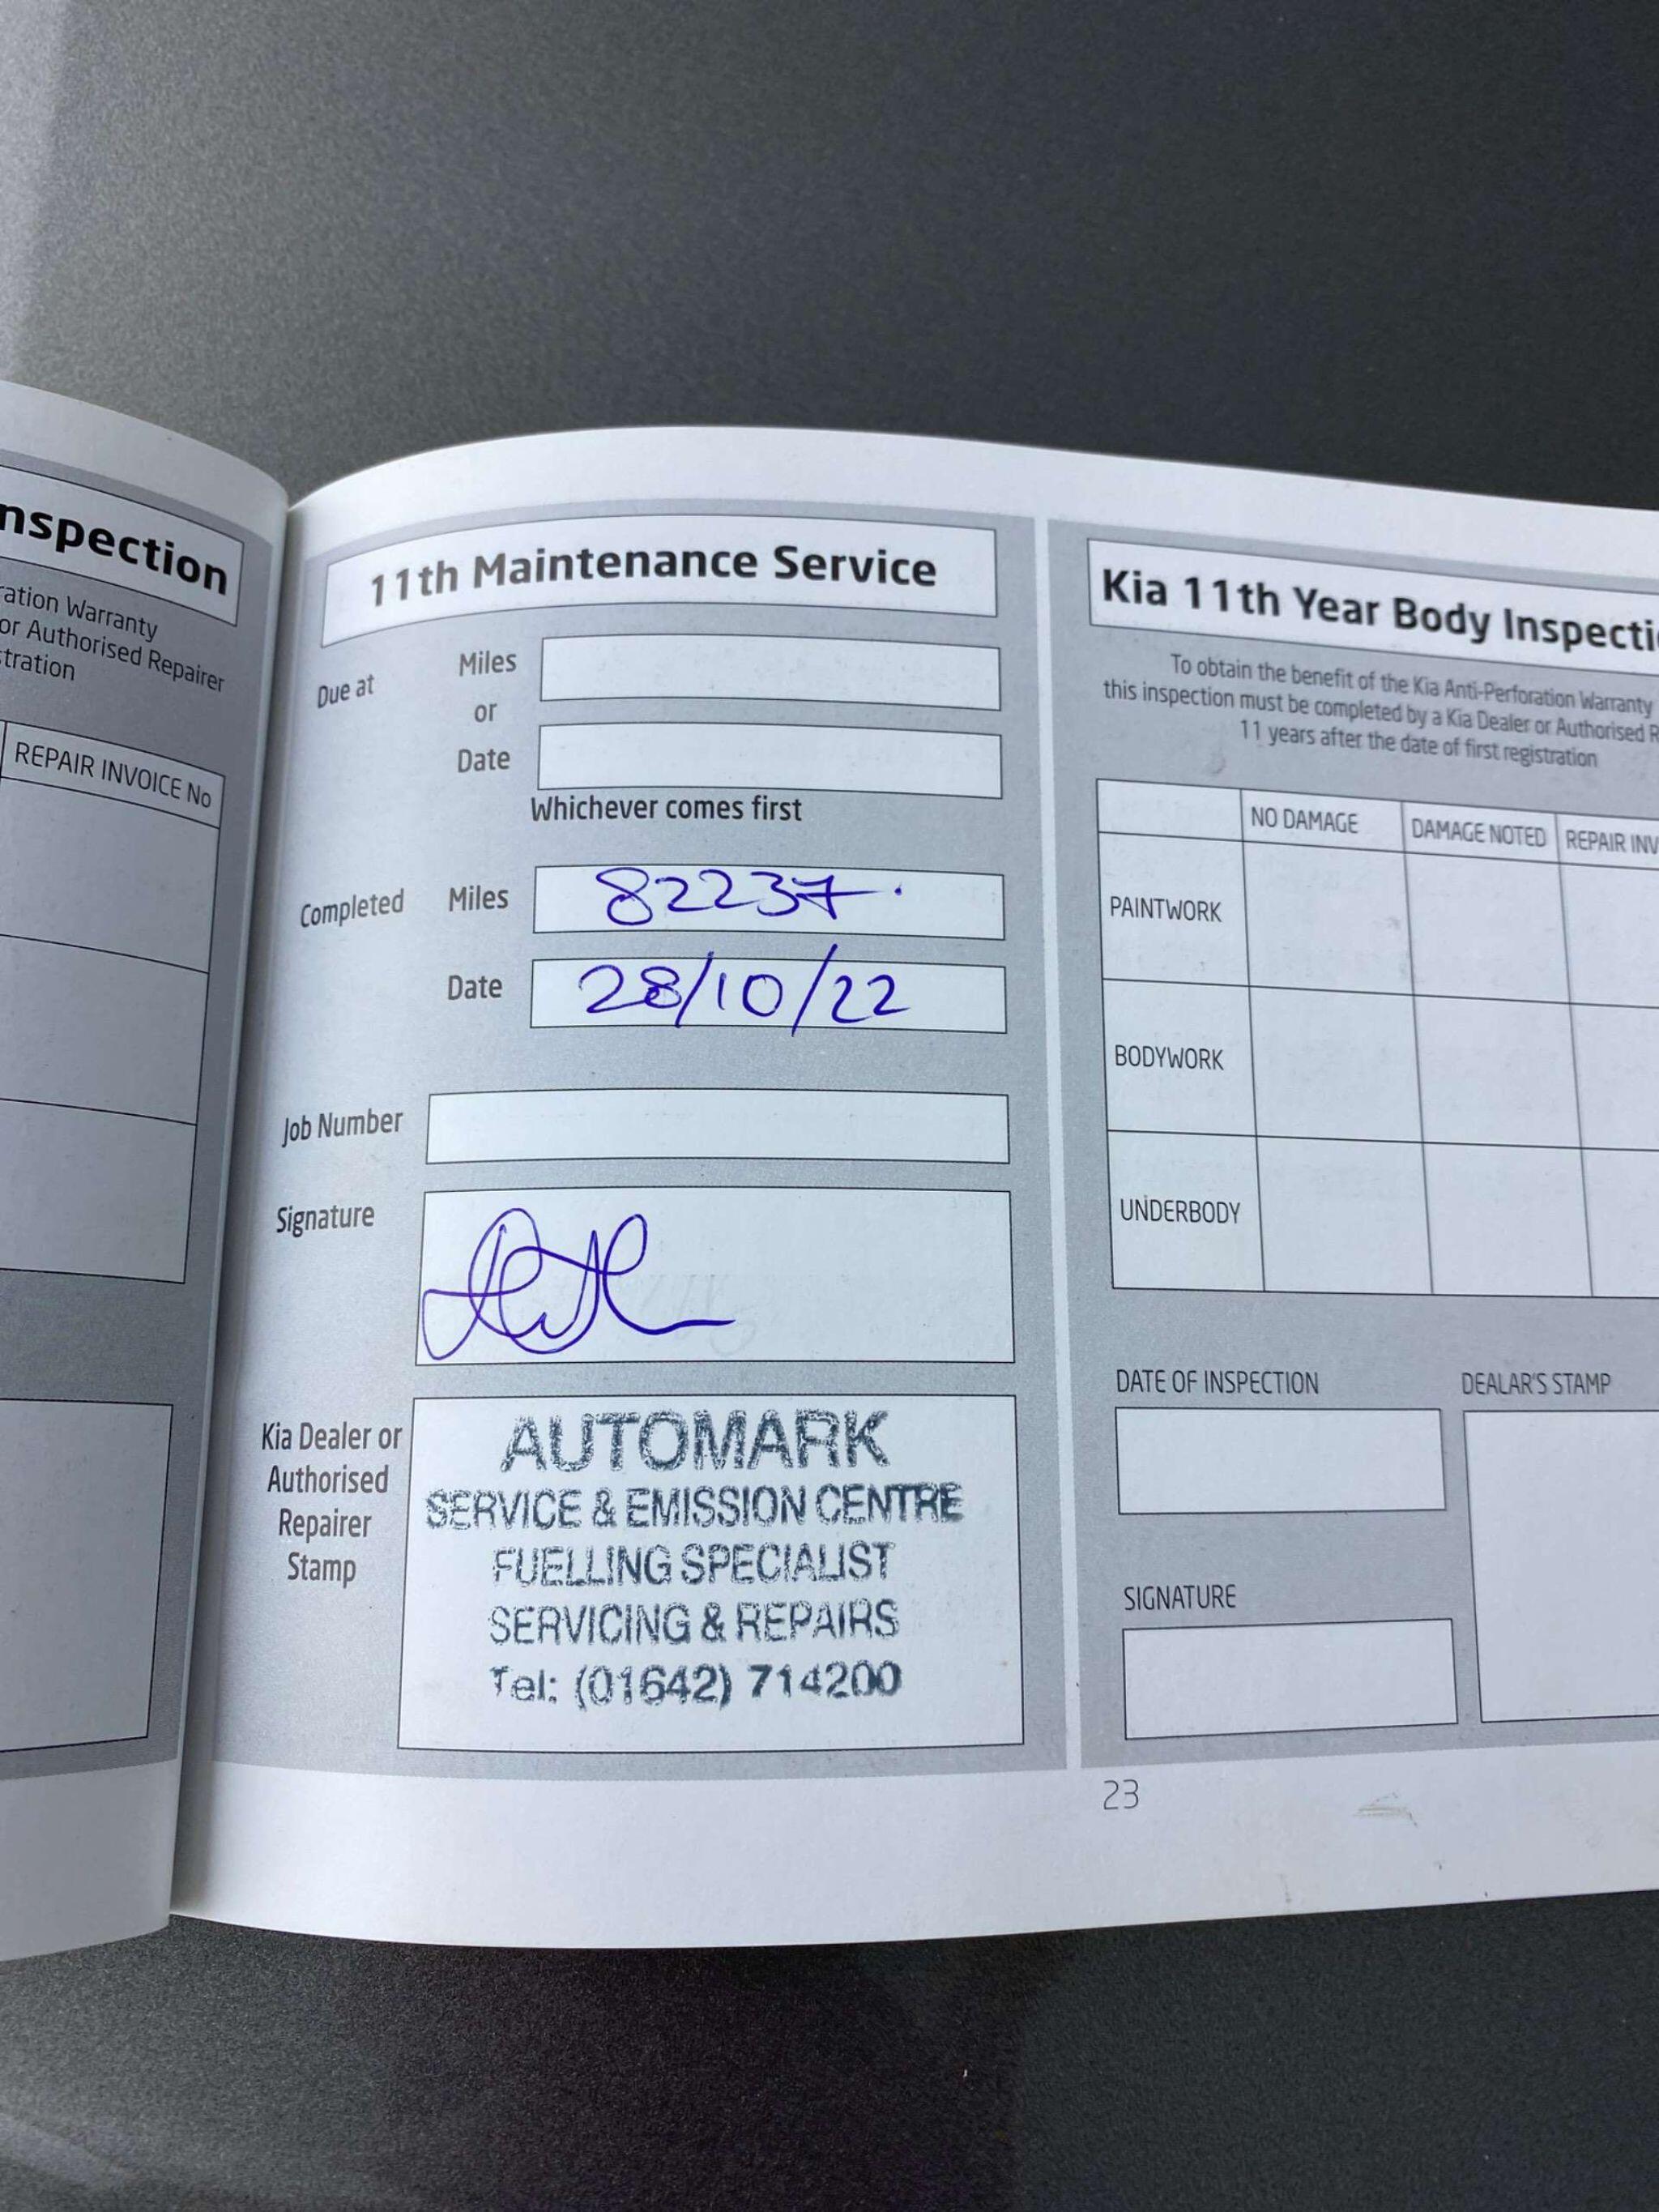 nspection
ration Warranty
or Authorised Repairer
stration
REPAIR INVOICE No
11th Maintenance Service
Due at
Miles
or
Date
Whichever comes first
Completed
Miles
82237.
Date
28/10/22
Job Number
Signature
Kia Dealer or
Authorised
Repairer
Stamp
AUTOMARK
SERVICE & EMISSION CENTRE
FUELLING SPECIALIST
SERVICING & REPAIRS
Tel: (01642) 714200
Kia 11th Year Body Inspecti
To obtain the benefit of the Kia Anti-Perforation Warranty
this inspection must be completed by a Kia Dealer or Authorised R
11 years after the date of first registration
NO DAMAGE
DAMAGE NOTED
REPAIR INV
PAINTWORK
BODYWORK
UNDERBODY
DATE OF INSPECTION
DEALAR'S STAMP
SIGNATURE
23